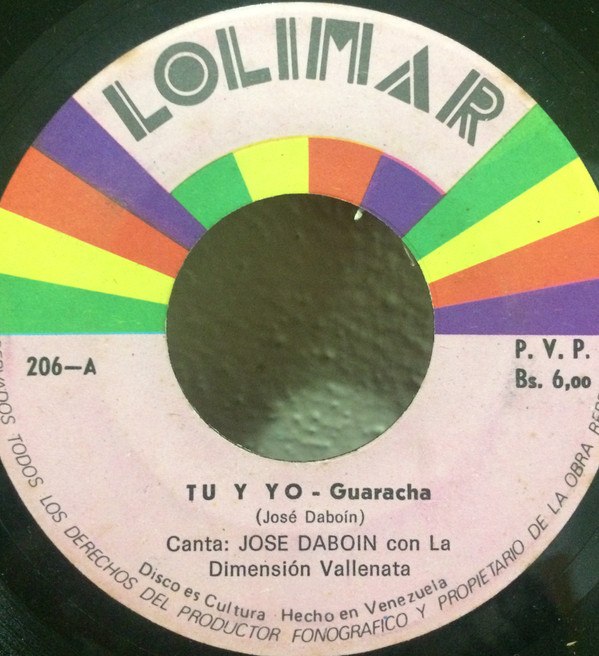 LOLIMAR
206-A
P. V. P.
Bs. 6,00
TU Y YO - Guaracha
(José Daboín)
Canta: JOSE DABOIN con La
Dimensión Vallenata
Disco es Cultura Hecho en Venezuela
TODOS LOS DERECHOS DEL PRODUCTOR FONOGRAFICO Y PROPIETARIO DE LA OBRA